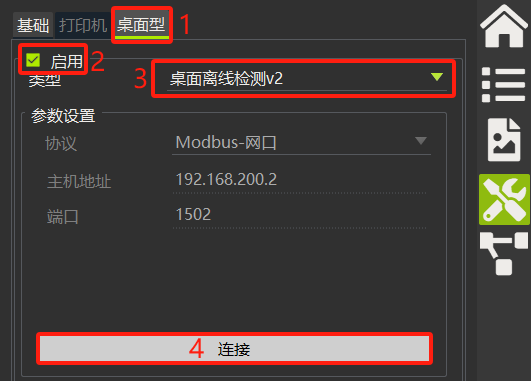 基础 打印机 桌面型 1
启用 2
类型 3 桌面离线检测v2
参数设置
协议 Modbus-网口
主机地址 192.168.200.2
端口 1502
4 连接